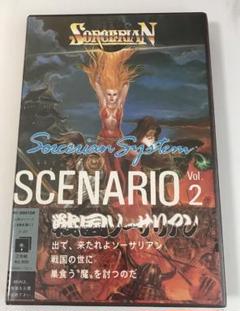 SORCERIAN
Sorcerian System
SCENARIO Vol. 2
戦国ソーサリアン
出て、来たれよソーサリアン
戦国の世に
巣食う“魔”を討つのだ